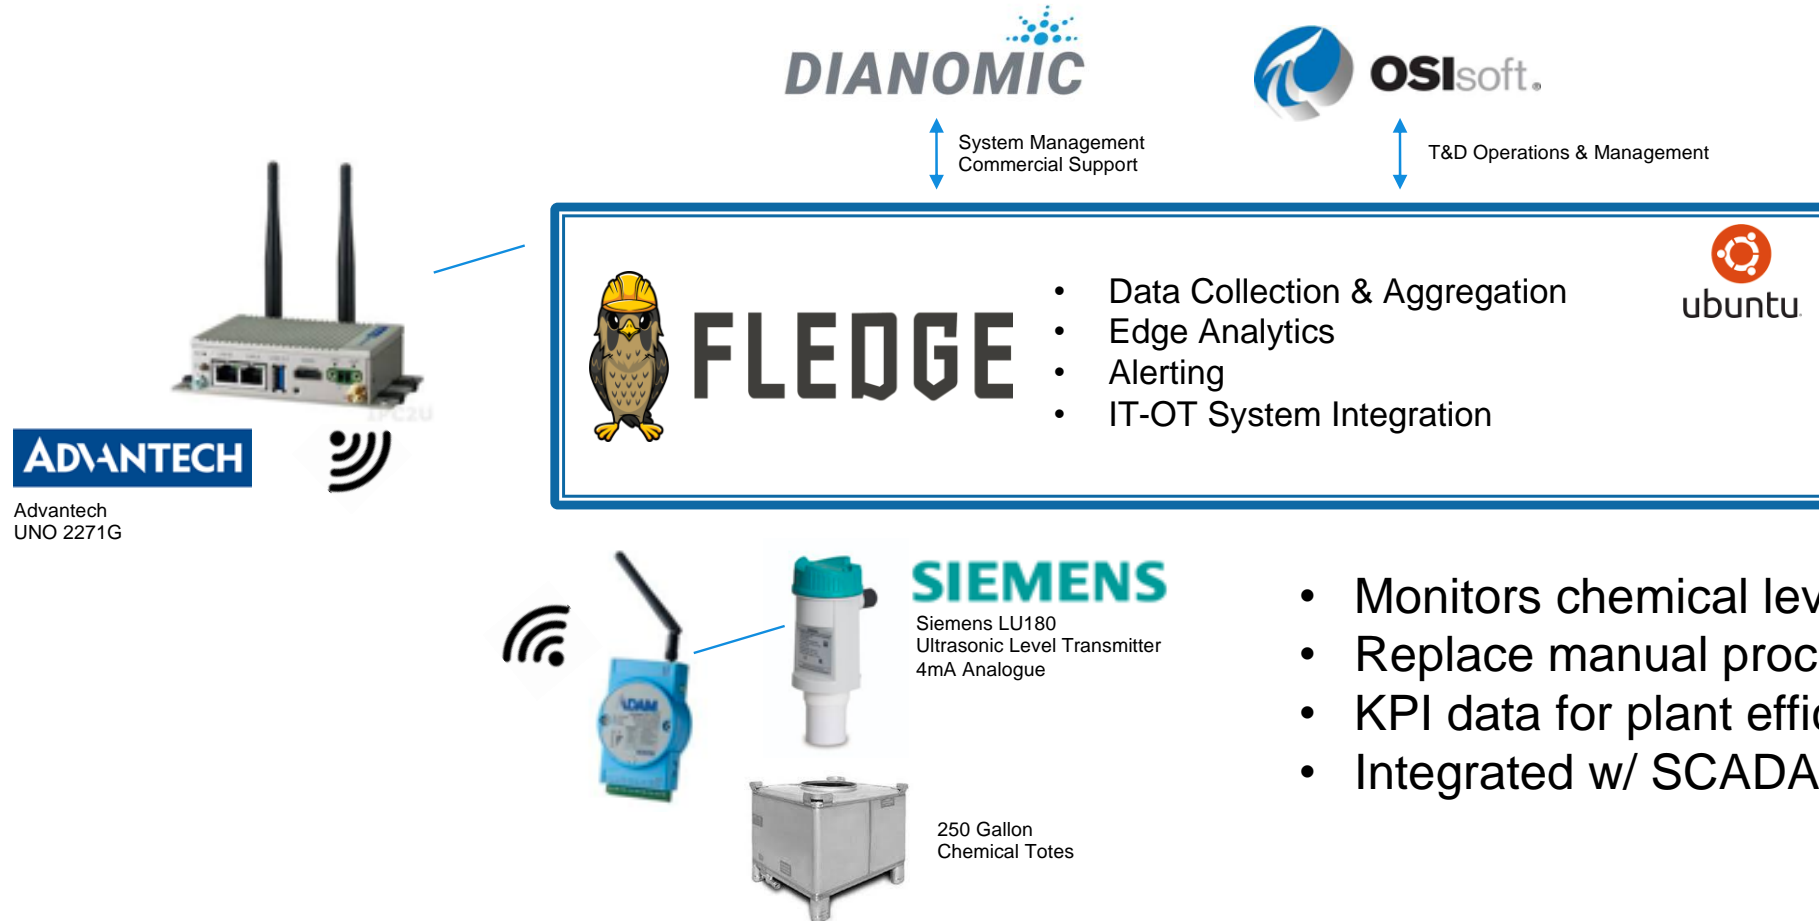 DIANOMIC
OSIsoft.
System Management
Commercial Support
T&D Operations & Management
FLEDGE
• Data Collection & Aggregation
• Edge Analytics
• Alerting
• IT-OT System Integration
ubuntu
IPC2U
ADVANTECH
Advantech
UNO 2271G
SIEMENS
Siemens LU180
Ultrasonic Level Transmitter
4mA Analogue
ADAM
• Monitors chemical lev
• Replace manual proc
• KPI data for plant effic
• Integrated w/ SCADA
250 Gallon
Chemical Totes